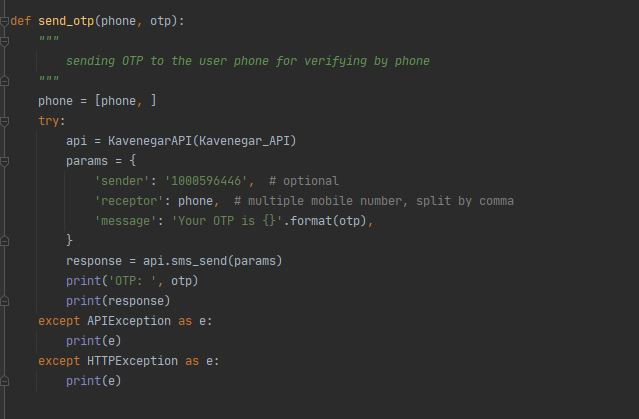 def send_otp(phone, otp):
    """
        sending OTP to the user phone for verifying by phone
    """
    phone = [phone, ]
    try:
        api = KavenegarAPI(Kavenegar_API)
        params = {
            'sender': '1000596446',  # optional
            'receptor': phone,  # multiple mobile number, split by comma
            'message': 'Your OTP is {}'.format(otp),
        }
        response = api.sms_send(params)
        print('OTP: ', otp)
        print(response)
    except APIException as e:
        print(e)
    except HTTPException as e:
        print(e)